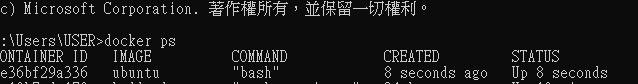 c) Microsoft Corporation. 著作權所有，並保留一切權利。
:\Users\USER>docker ps
ONTAINER ID IMAGE COMMAND CREATED STATUS
e36bf29a336 ubuntu "bash" 8 seconds ago Up 8 seconds